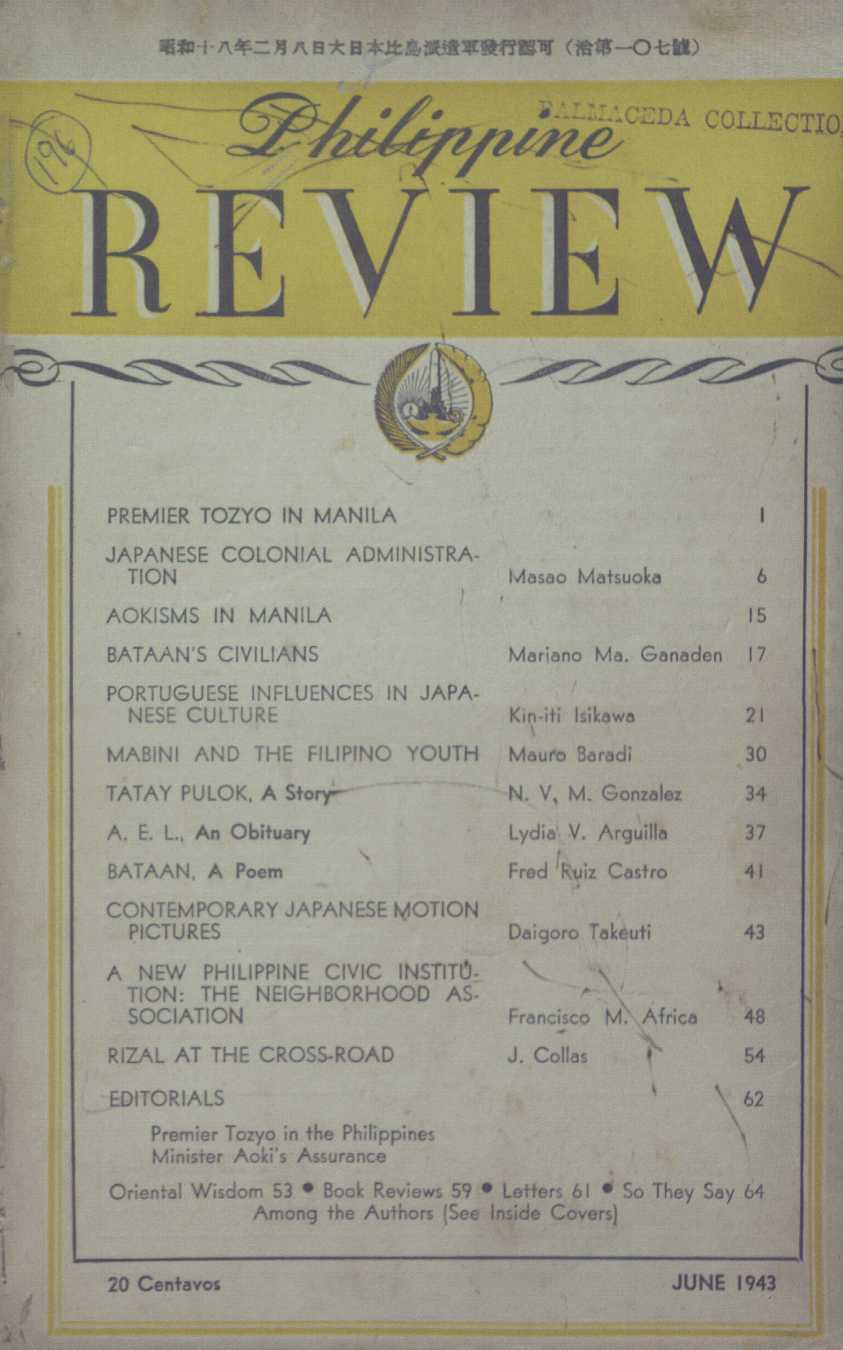 昭和十八年二月八日大日本比島派遣軍發行認可(治第一〇七號)
PALMACEDA COLLECTIO
196
Philippine
REVIEW
PREMIER TOZYO IN MANILA 1
JAPANESE COLONIAL ADMINISTRA-
TION Masao Matsuoka 6
AOKISMS IN MANILA 15
BATAAN'S CIVILIANS Mariano Ma. Ganaden 17
PORTUGUESE INFLUENCES IN JAPA-
NESE CULTURE Kin-iti Isikawa 21
MABINI AND THE FILIPINO YOUTH Mauro Baradi 30
TATAY PULOK, A Story N. V. M. Gonzalez 34
A. E. L., An Obituary Lydia V. Arguilla 37
BATAAN, A Poem Fred Ruiz Castro 41
CONTEMPORARY JAPANESE MOTION
PICTURES Daigoro Takeuti 43
A NEW PHILIPPINE CIVIC INSTITU-
TION: THE NEIGHBORHOOD AS-
SOCIATION Francisco M. Africa 48
RIZAL AT THE CROSS-ROAD J. Collas 54
EDITORIALS 62
Premier Tozyo in the Philippines
Minister Aoki's Assurance
Oriental Wisdom 53 • Book Reviews 59 • Letters 61 • So They Say 64
Among the Authors (See Inside Covers)
20 Centavos JUNE 1943